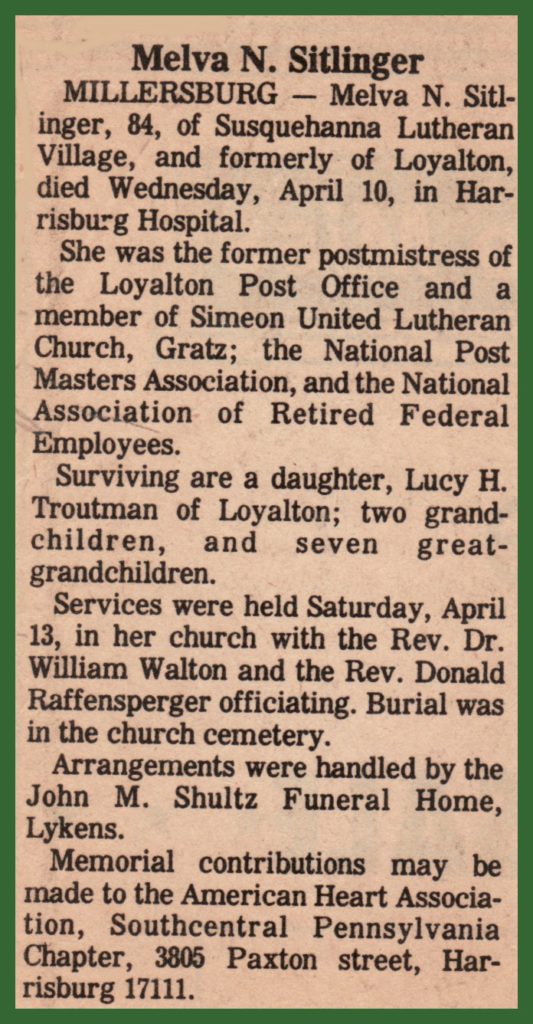 Melva N. Sitlinger
MILLERSBURG — Melva N. Sitl-
inger, 84, of Susquehanna Lutheran
Village, and formerly of Loyalton,
died Wednesday, April 10, in Har-
risburg Hospital.
She was the former postmistress of
the Loyalton Post Office and a
member of Simeon United Lutheran
Church, Gratz; the National Post
Masters Association, and the National
Association of Retired Federal
Employees.
Surviving are a daughter, Lucy H.
Troutman of Loyalton; two grand-
children, and seven great-
grandchildren.
Services were held Saturday, April
13, in her church with the Rev. Dr.
William Walton and the Rev. Donald
Raffensperger officiating. Burial was
in the church cemetery.
Arrangements were handled by the
John M. Shultz Funeral Home,
Lykens.
Memorial contributions may be
made to the American Heart Associa-
tion, Southcentral Pennsylvania
Chapter, 3805 Paxton street, Har-
risburg 17111.